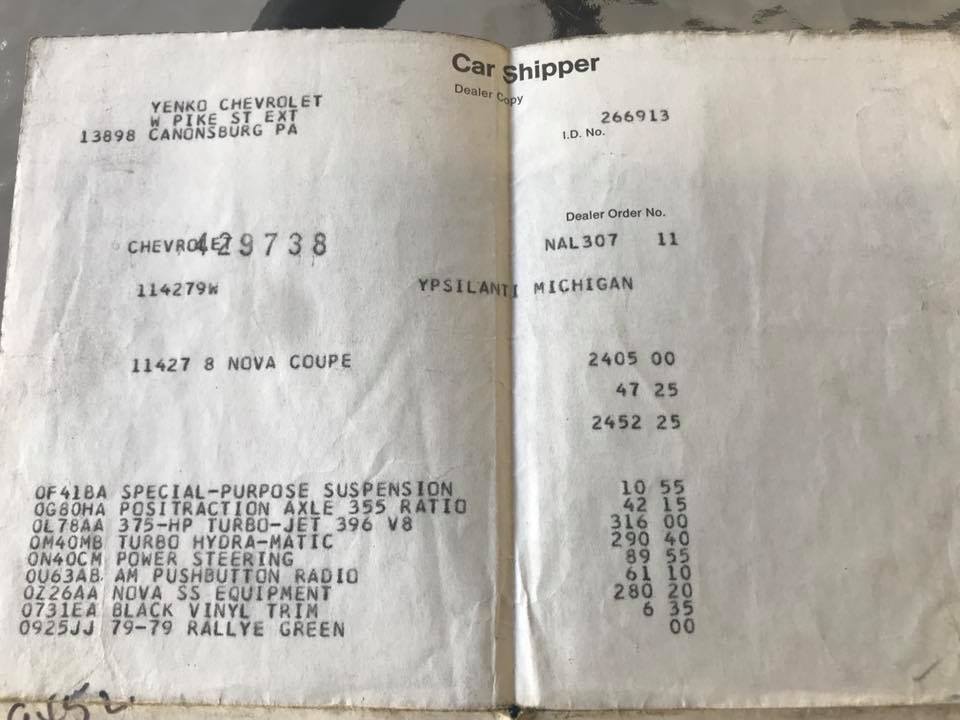 Car Shipper
Dealer Copy
YENKO CHEVROLET
W PIKE ST EXT
13898 CANONSBURG PA
266913
I.D. No.
Dealer Order No.
CHEVROLET 429738 NAL307 11
114279W YPSILANTI MICHIGAN
11427 8 NOVA COUPE 2405 00
47 25
2452 25
0F41BA SPECIAL-PURPOSE SUSPENSION 10 55
0G80HA POSITRACTION AXLE 355 RATIO 42 15
0L78AA 375-HP TURBO-JET 396 V8 316 00
0M40MB TURBO HYDRA-MATIC 290 40
0N40CM POWER STEERING 89 55
0U63AB AM PUSHBUTTON RADIO 61 10
0Z26AA NOVA SS EQUIPMENT 280 20
0731EA BLACK VINYL TRIM 6 35
0925JJ 79-79 RALLYE GREEN 00